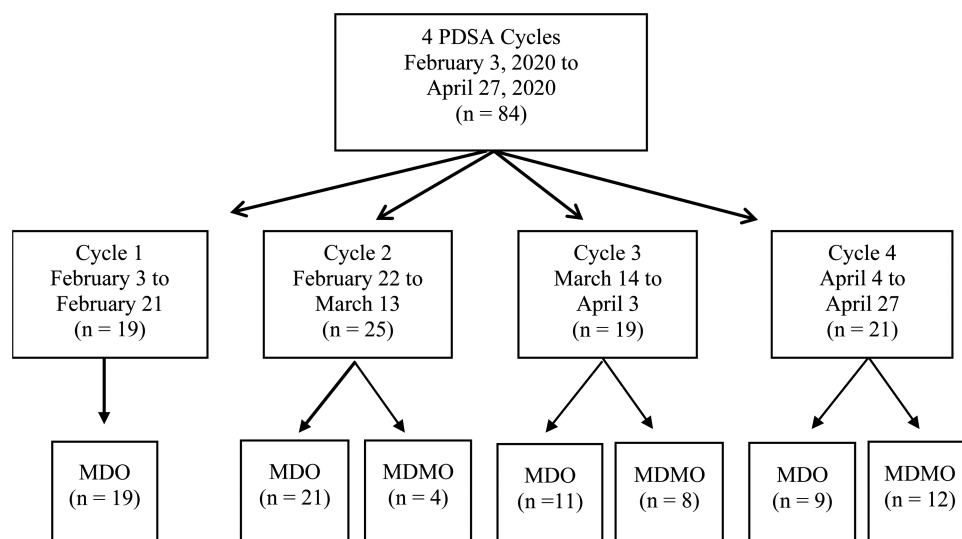 4 PDSA Cycles
February 3, 2020 to
April 27, 2020
(n = 84)
Cycle 1
February 3 to
February 21
(n = 19)
Cycle 2
February 22 to
March 13
(n = 25)
Cycle 3
March 14 to
April 3
(n = 19)
Cycle 4
April 4 to
April 27
(n = 21)
MDO
(n = 19)
MDO
(n = 21)
MDMO
(n = 4)
MDO
(n =11)
MDMO
(n = 8)
MDO
(n = 9)
MDMO
(n = 12)